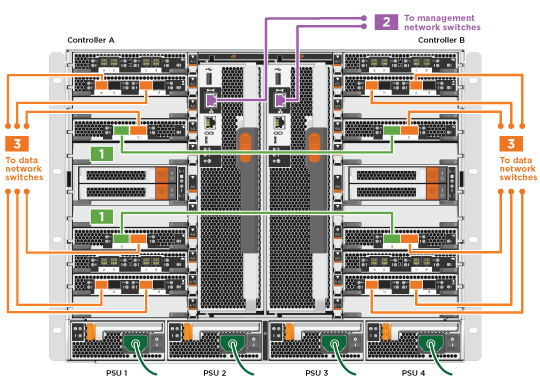 2
To management
network switches
Controller A
Controller B
3
To data
network
switches
1
3
To data
network
switches
1
PSU 1
PSU 2
PSU 3
PSU 4